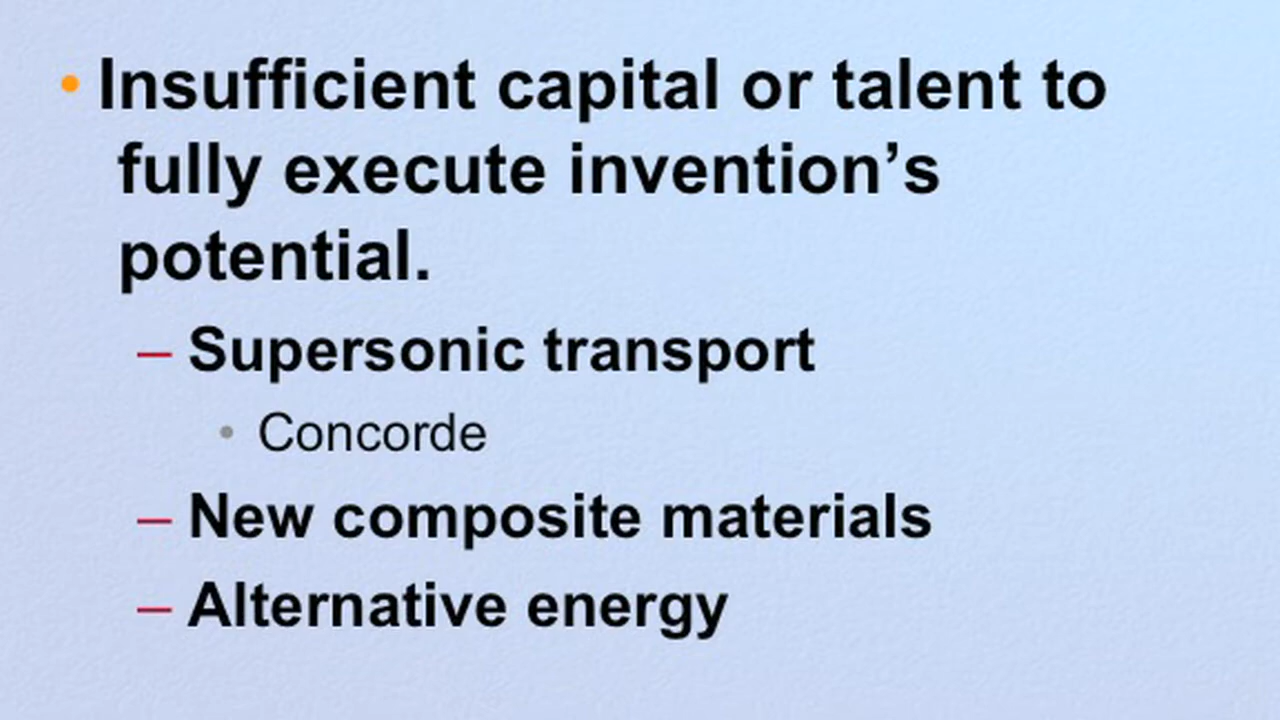 • Insufficient capital or talent to
fully execute invention’s
potential.
– Supersonic transport
• Concorde
– New composite materials
– Alternative energy